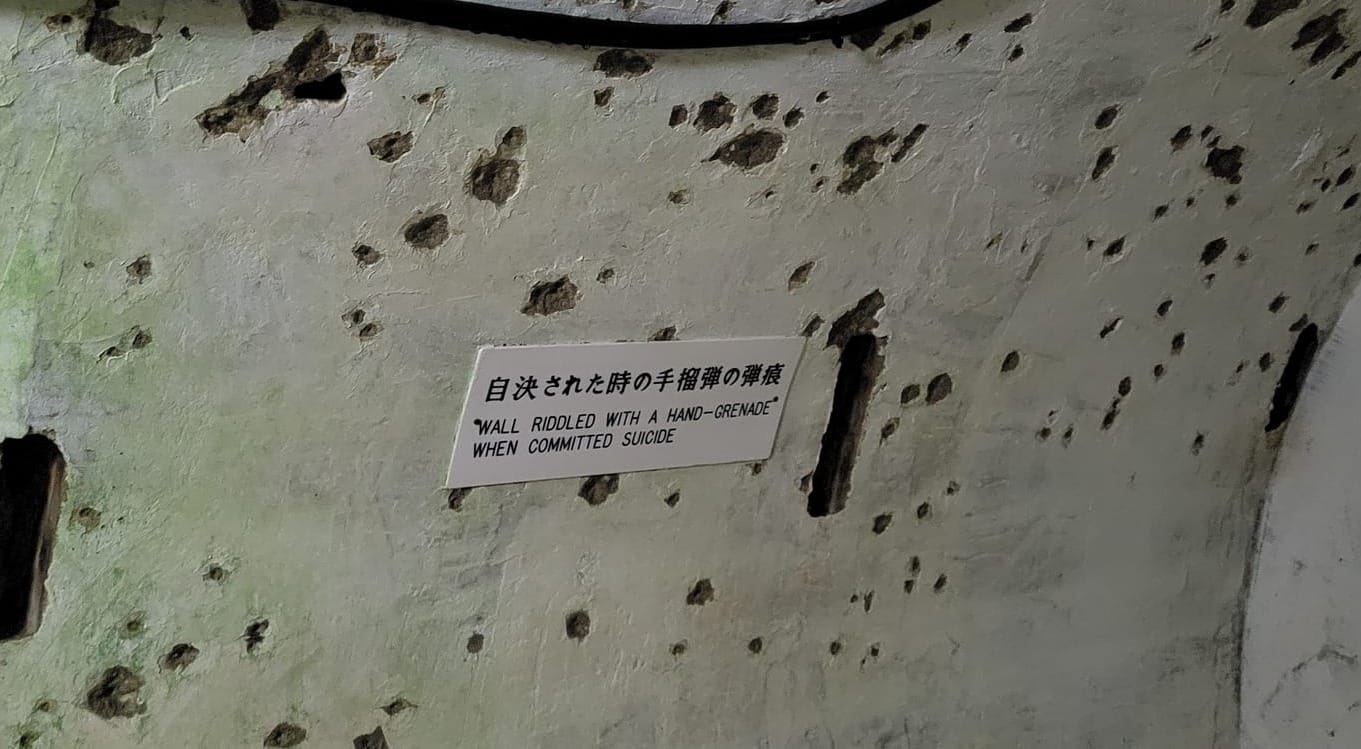 自決された時の手榴弾の弾痕
"WALL RIDDLED WITH A HAND-GRENADE"
WHEN COMMITTED SUICIDE